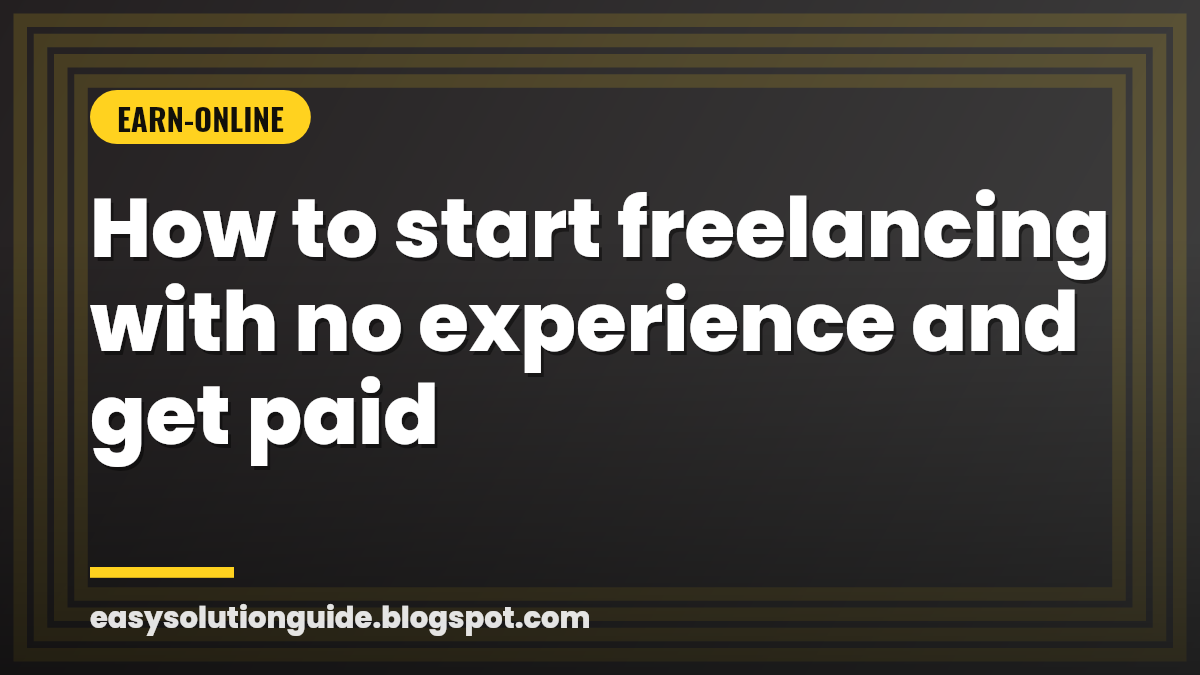 EARN-ONLINE
How to start freelancing
with no experience and
get paid
easysolutionguide.blogspot.com